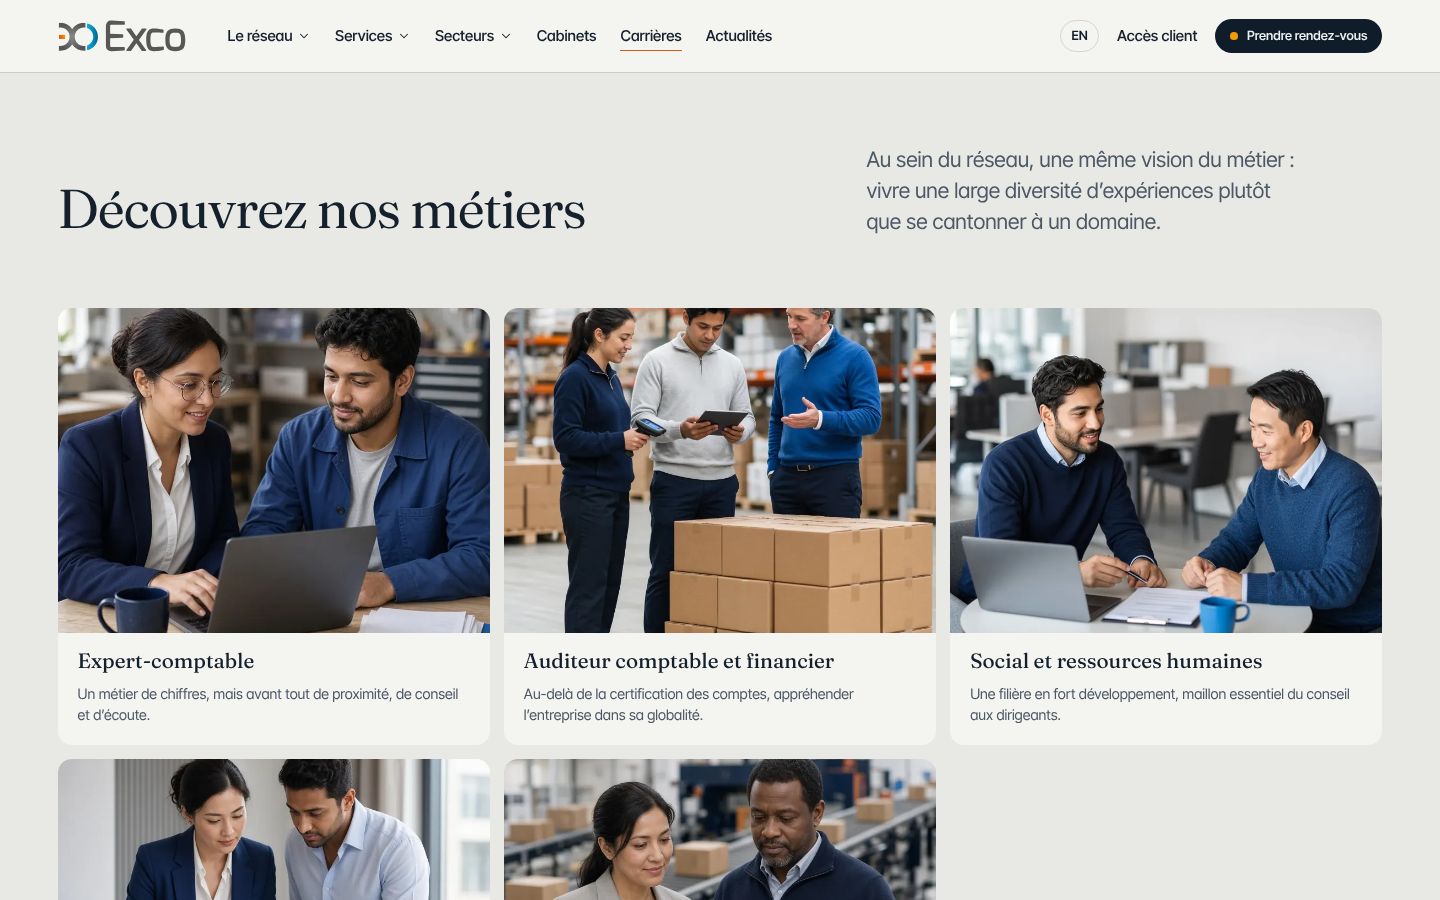 Exco
Le réseau
Services
Secteurs
Cabinets
Carrières
Actualités
EN
Accès client
Prendre rendez-vous
Découvrez nos métiers
Au sein du réseau, une même vision du métier :
vivre une large diversité d’expériences plutôt
que se cantonner à un domaine.
Expert-comptable
Un métier de chiffres, mais avant tout de proximité, de conseil
et d’écoute.
Auditeur comptable et financier
Au-delà de la certification des comptes, appréhender
l’entreprise dans sa globalité.
Social et ressources humaines
Une filière en fort développement, maillon essentiel du conseil
aux dirigeants.